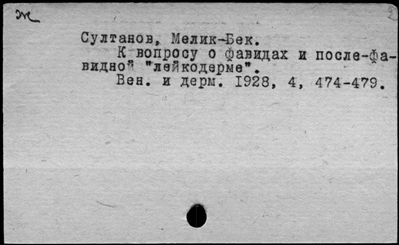 Ж
Султанов, Мелик-Бек.
К вопросу о фавидах и после-фа-
видной "лейкодерме".
Вен. и дерм. 1928, 4, 474-479.